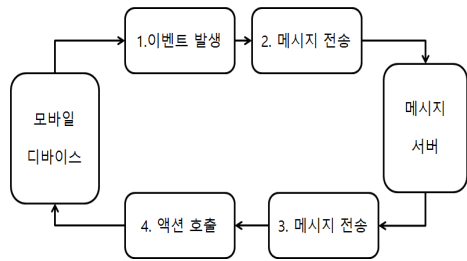 1.이벤트 발생
2. 메시지 전송
모바일
디바이스
메시지
서버
4. 액션 호출
3. 메시지 전송